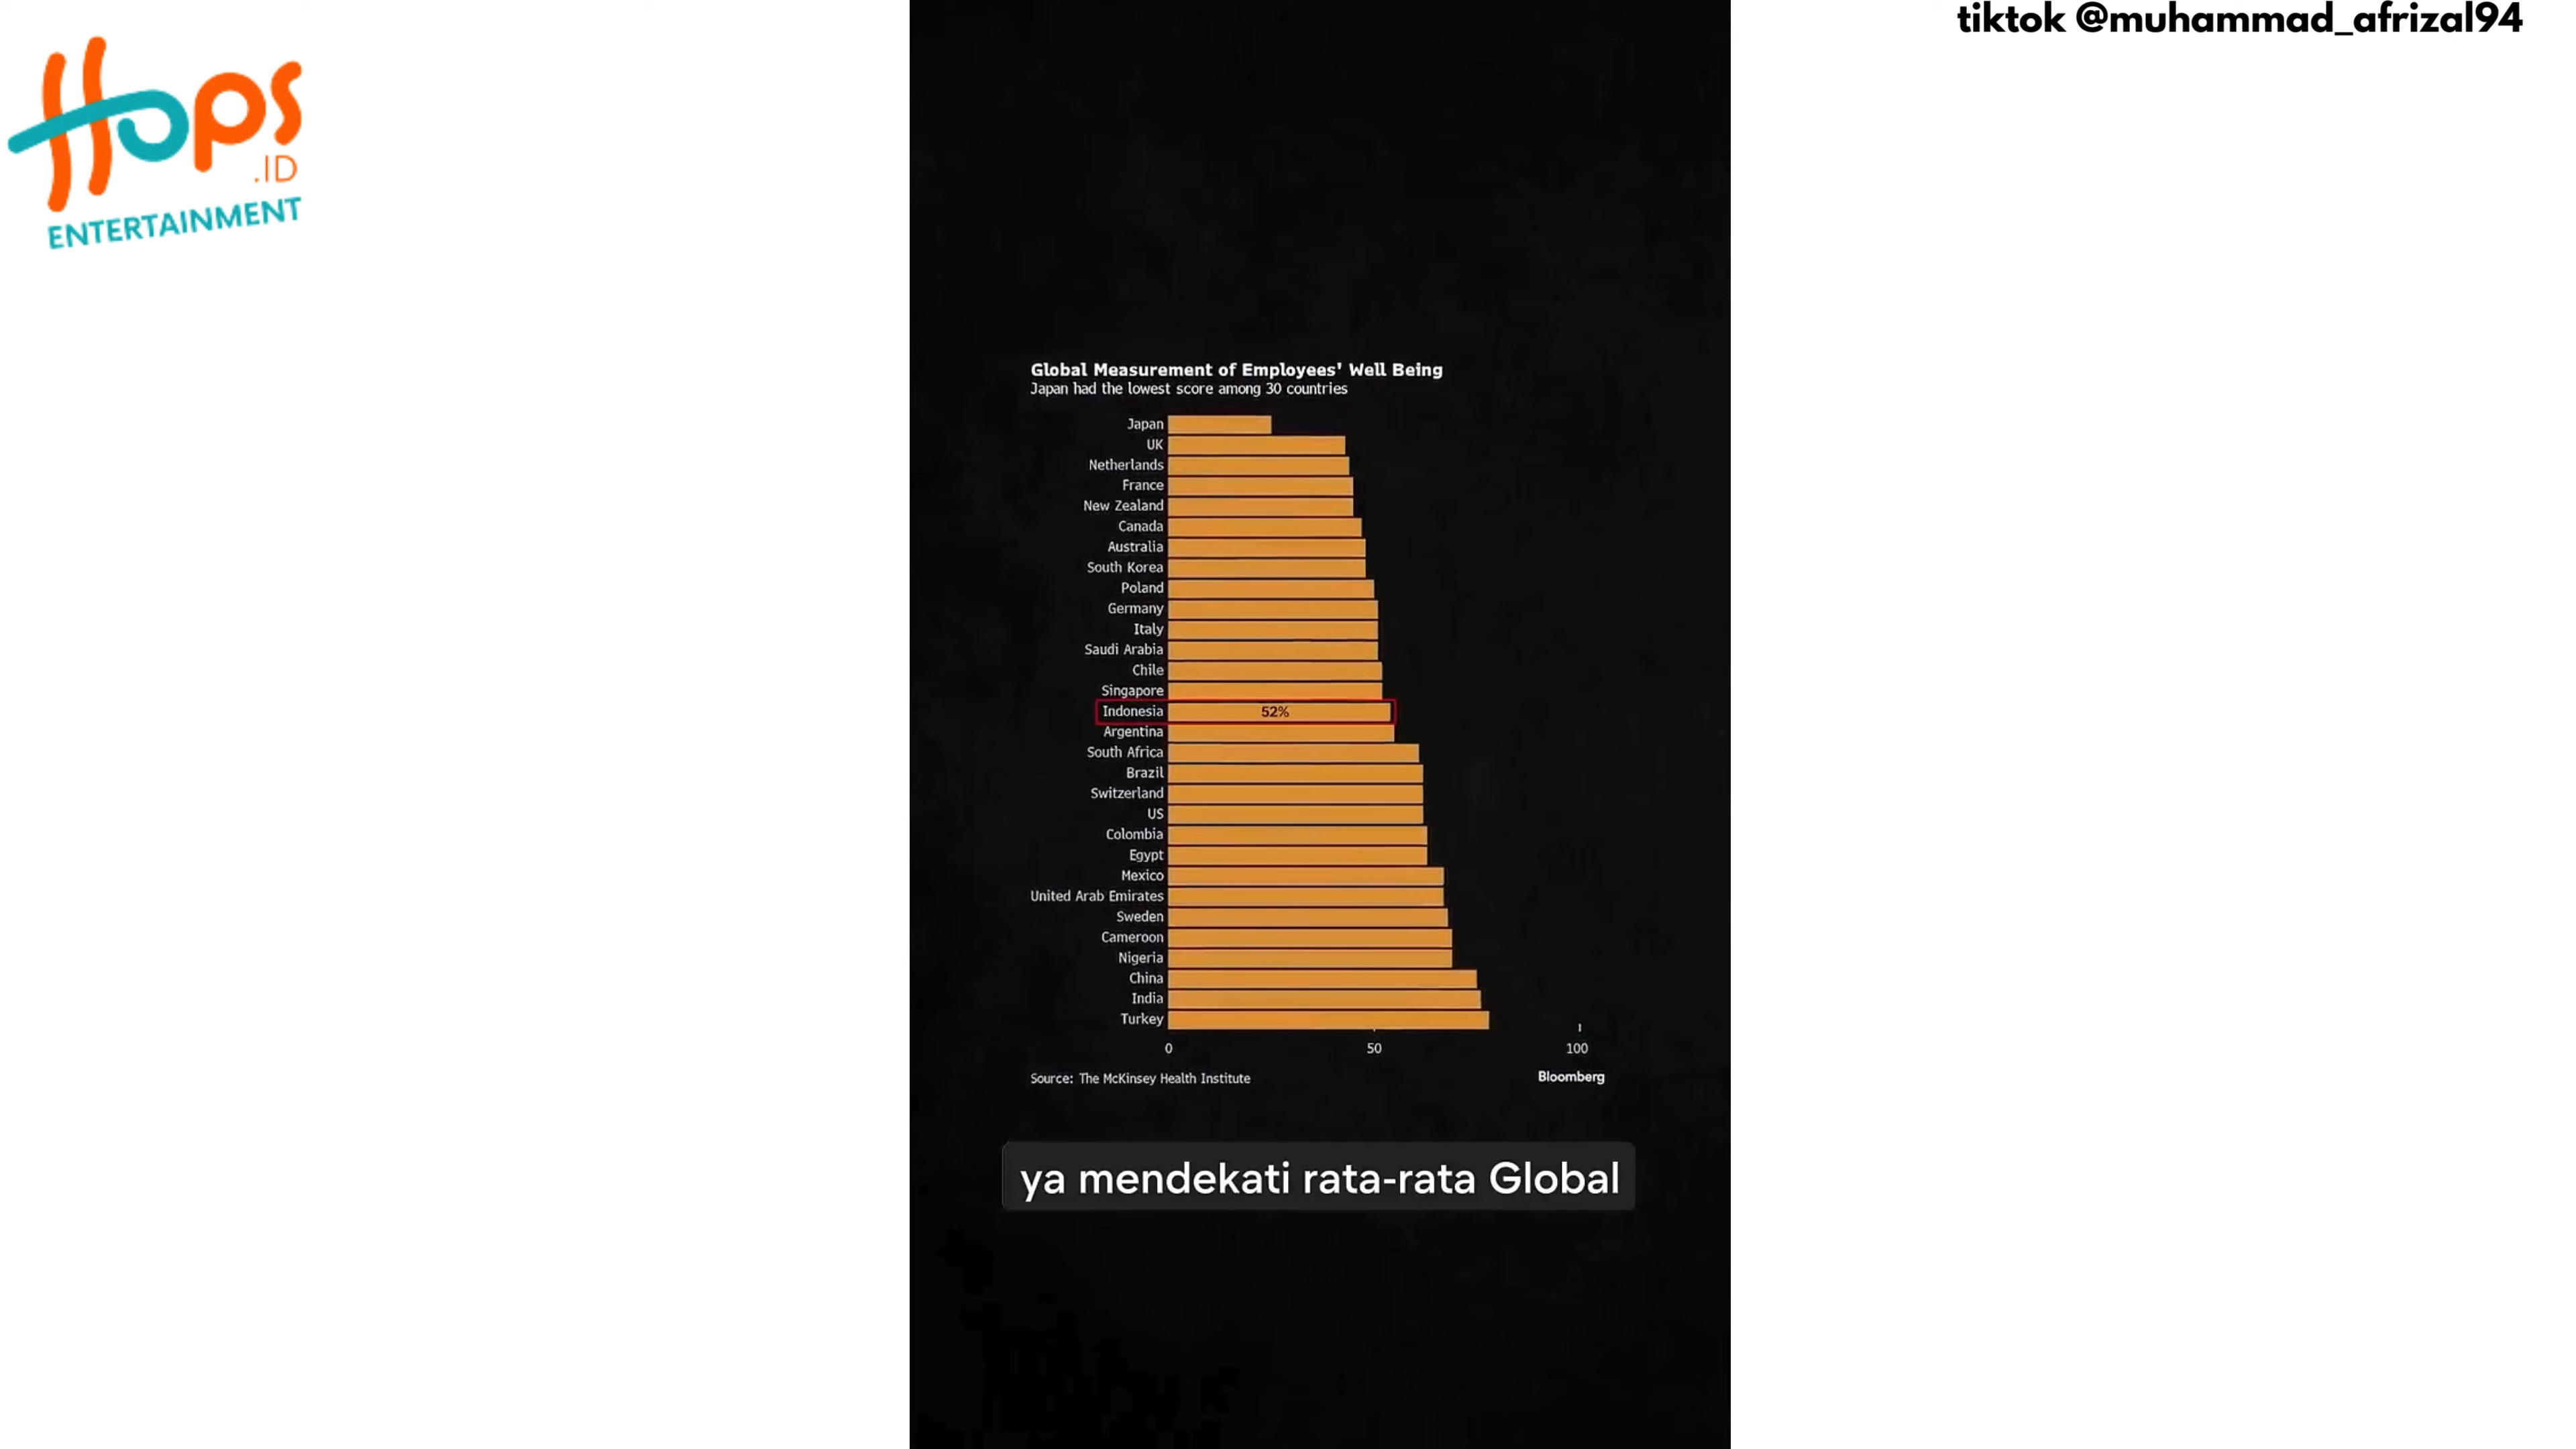 Hops
.ID
ENTERTAINMENT
tiktok @muhammad_afrizal94
Global Measurement of Employees' Well Being
Japan had the lowest score among 30 countries
Japan
UK
Netherlands
France
New Zealand
Canada
Australia
South Korea
Poland
Germany
Italy
Saudi Arabia
Chile
Singapore
Indonesia 52%
Argentina
South Africa
Brazil
Switzerland
US
Colombia
Egypt
Mexico
United Arab Emirates
Sweden
Cameroon
Nigeria
China
India
Turkey
0 50 100
Source: The McKinsey Health Institute Bloomberg
ya mendekati rata-rata Global